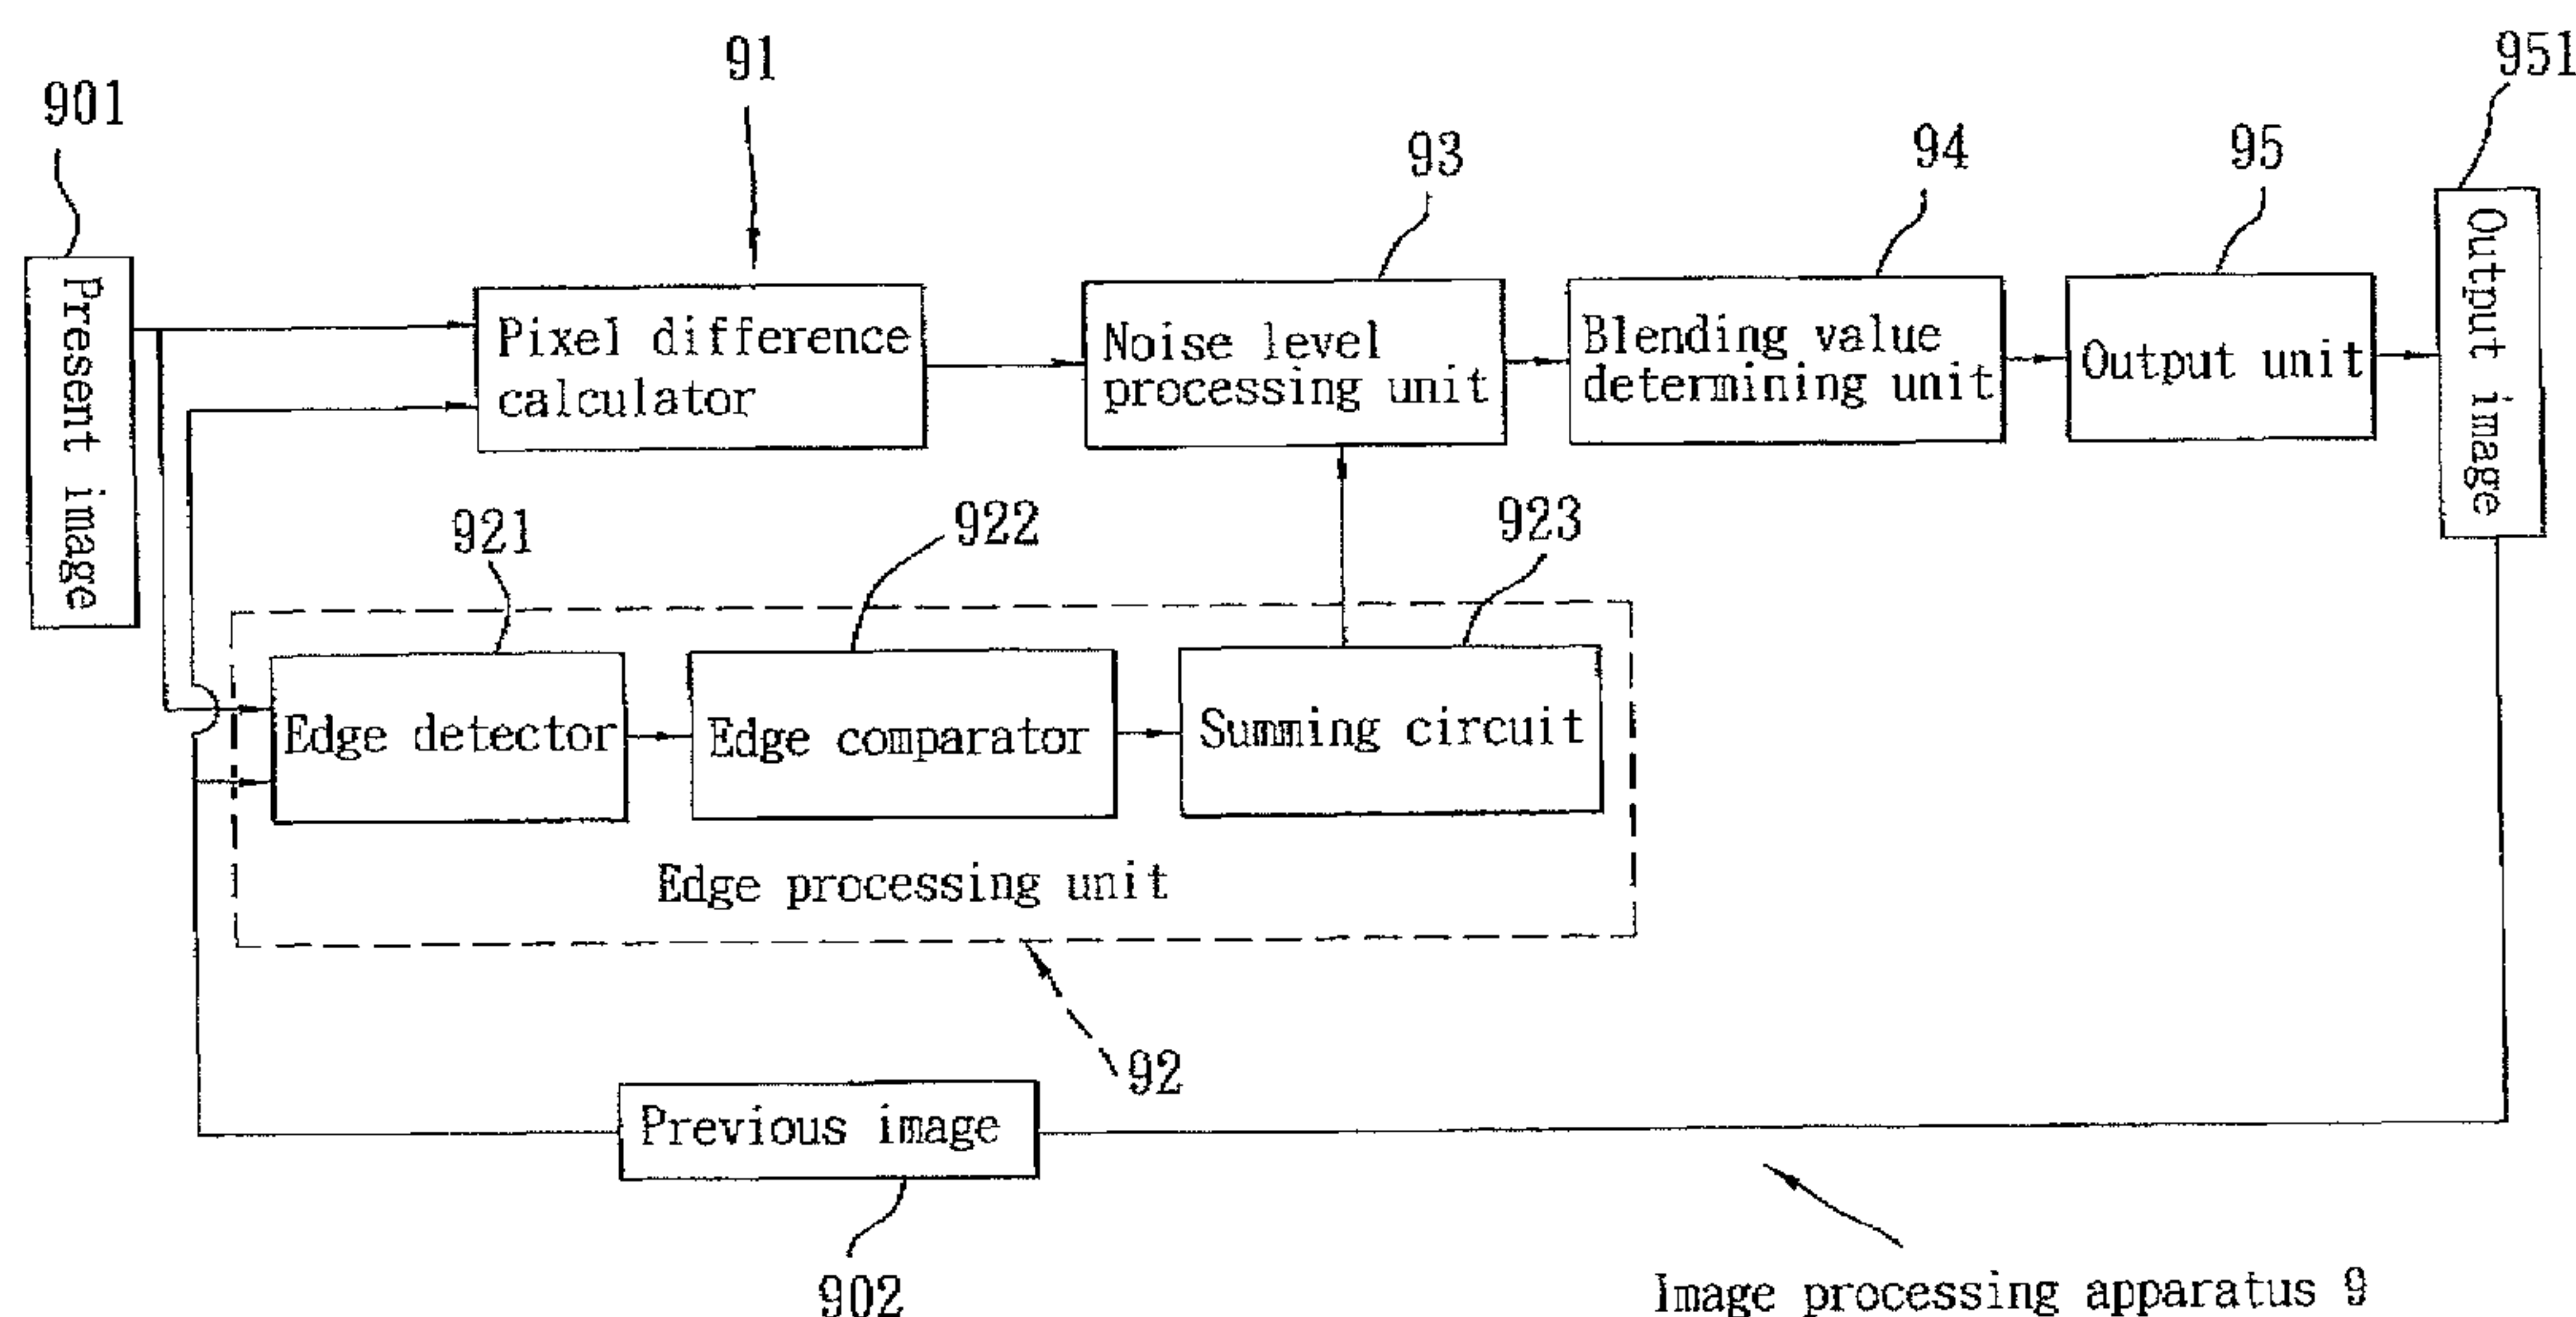 901
91
93
94
95
951
Present image
Pixel difference
calculator
Noise level
processing unit
Blending value
determining unit
Output unit
Output image
921
922
923
Edge detector
Edge comparator
Summing circuit
Edge processing unit
92
Previous image
902
Image processing apparatus 9